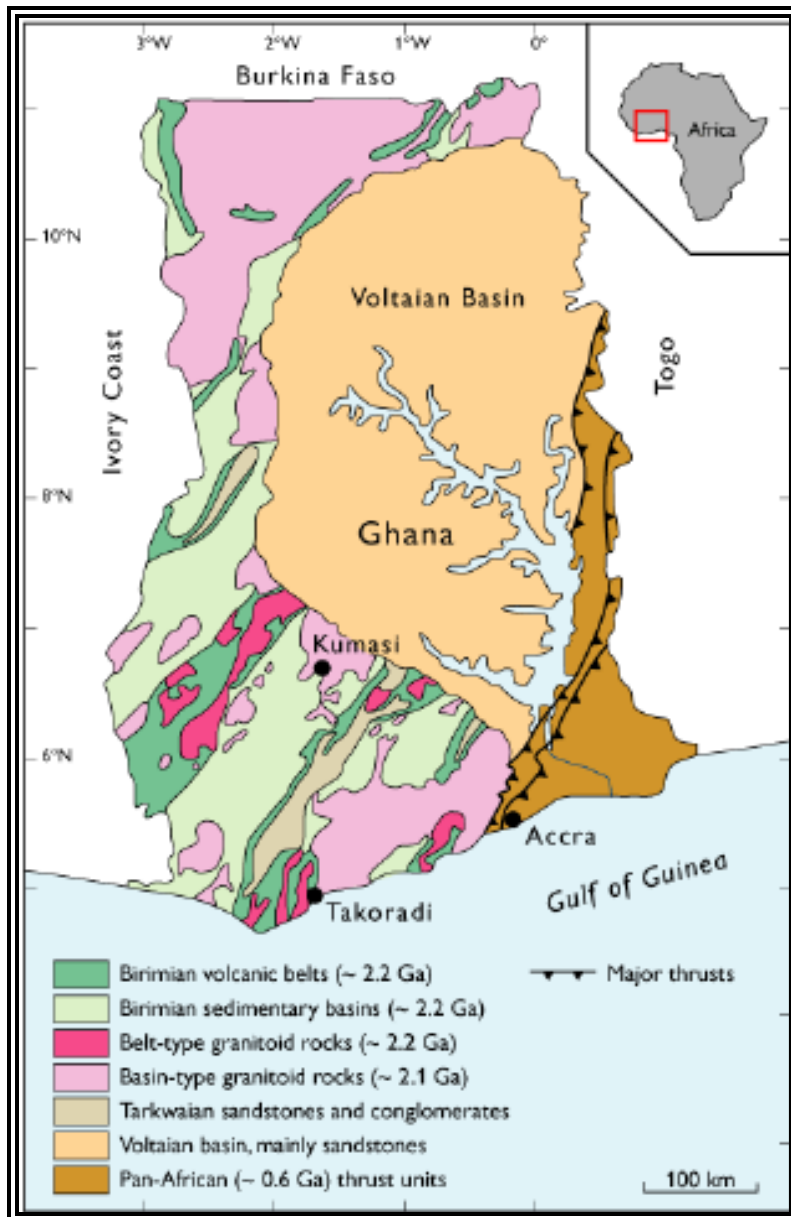 3°W 2°W 1°W 0°
Burkina Faso
Africa
10°N
Voltaian Basin
Ivory Coast
Togo
8°N
Ghana
Kumasi
6°N
Accra
Gulf of Guinea
Takoradi
Birimian volcanic belts (~ 2.2 Ga)
Major thrusts
Birimian sedimentary basins (~ 2.2 Ga)
Belt-type granitoid rocks (~ 2.2 Ga)
Basin-type granitoid rocks (~ 2.1 Ga)
Tarkwaian sandstones and conglomerates
Voltaian basin, mainly sandstones
Pan-African (~ 0.6 Ga) thrust units
100 km